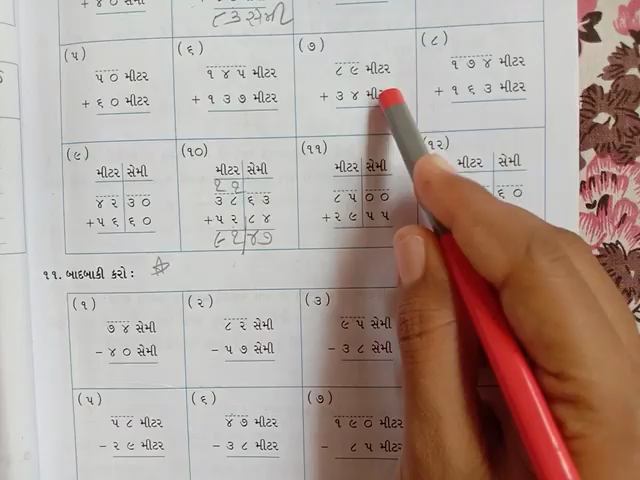 + ૪૦ સેમી
૮૩ સેમી
(૫) (૬) (૭) (૮)
૫૦ મીટર ૧૪૫ મીટર ૮૯ મીટર ૧૭૪ મીટર
+ ૬૦ મીટર + ૧૩૭ મીટર + ૩૪ + ૧૬૩ મીટર
(૯) (૧૦) (૧૧) (૧૨)
મીટર સેમી મીટર સેમી મીટર સેમી મીટર સેમી
૪૨ ૩૦ ૩૮ ૬૩ ૮૫ ૦૦ ૬૦
+ ૫૬ ૬૦ + ૫૨ ૮૪ + ૨૯ ૫૫
૧૧. બાદબાકી કરો :
(૧) (૨) (૩)
૭૪ સેમી ૮૨ સેમી ૯૫ સેમી
- ૪૦ સેમી - ૫૭ સેમી - ૩૮ સેમી
(૫) (૬) (૭)
૫૮ મીટર ૪૭ મીટર ૧૯૦ મીટર
- ૨૯ મીટર - ૩૮ મીટર - ૮૫ મીટર